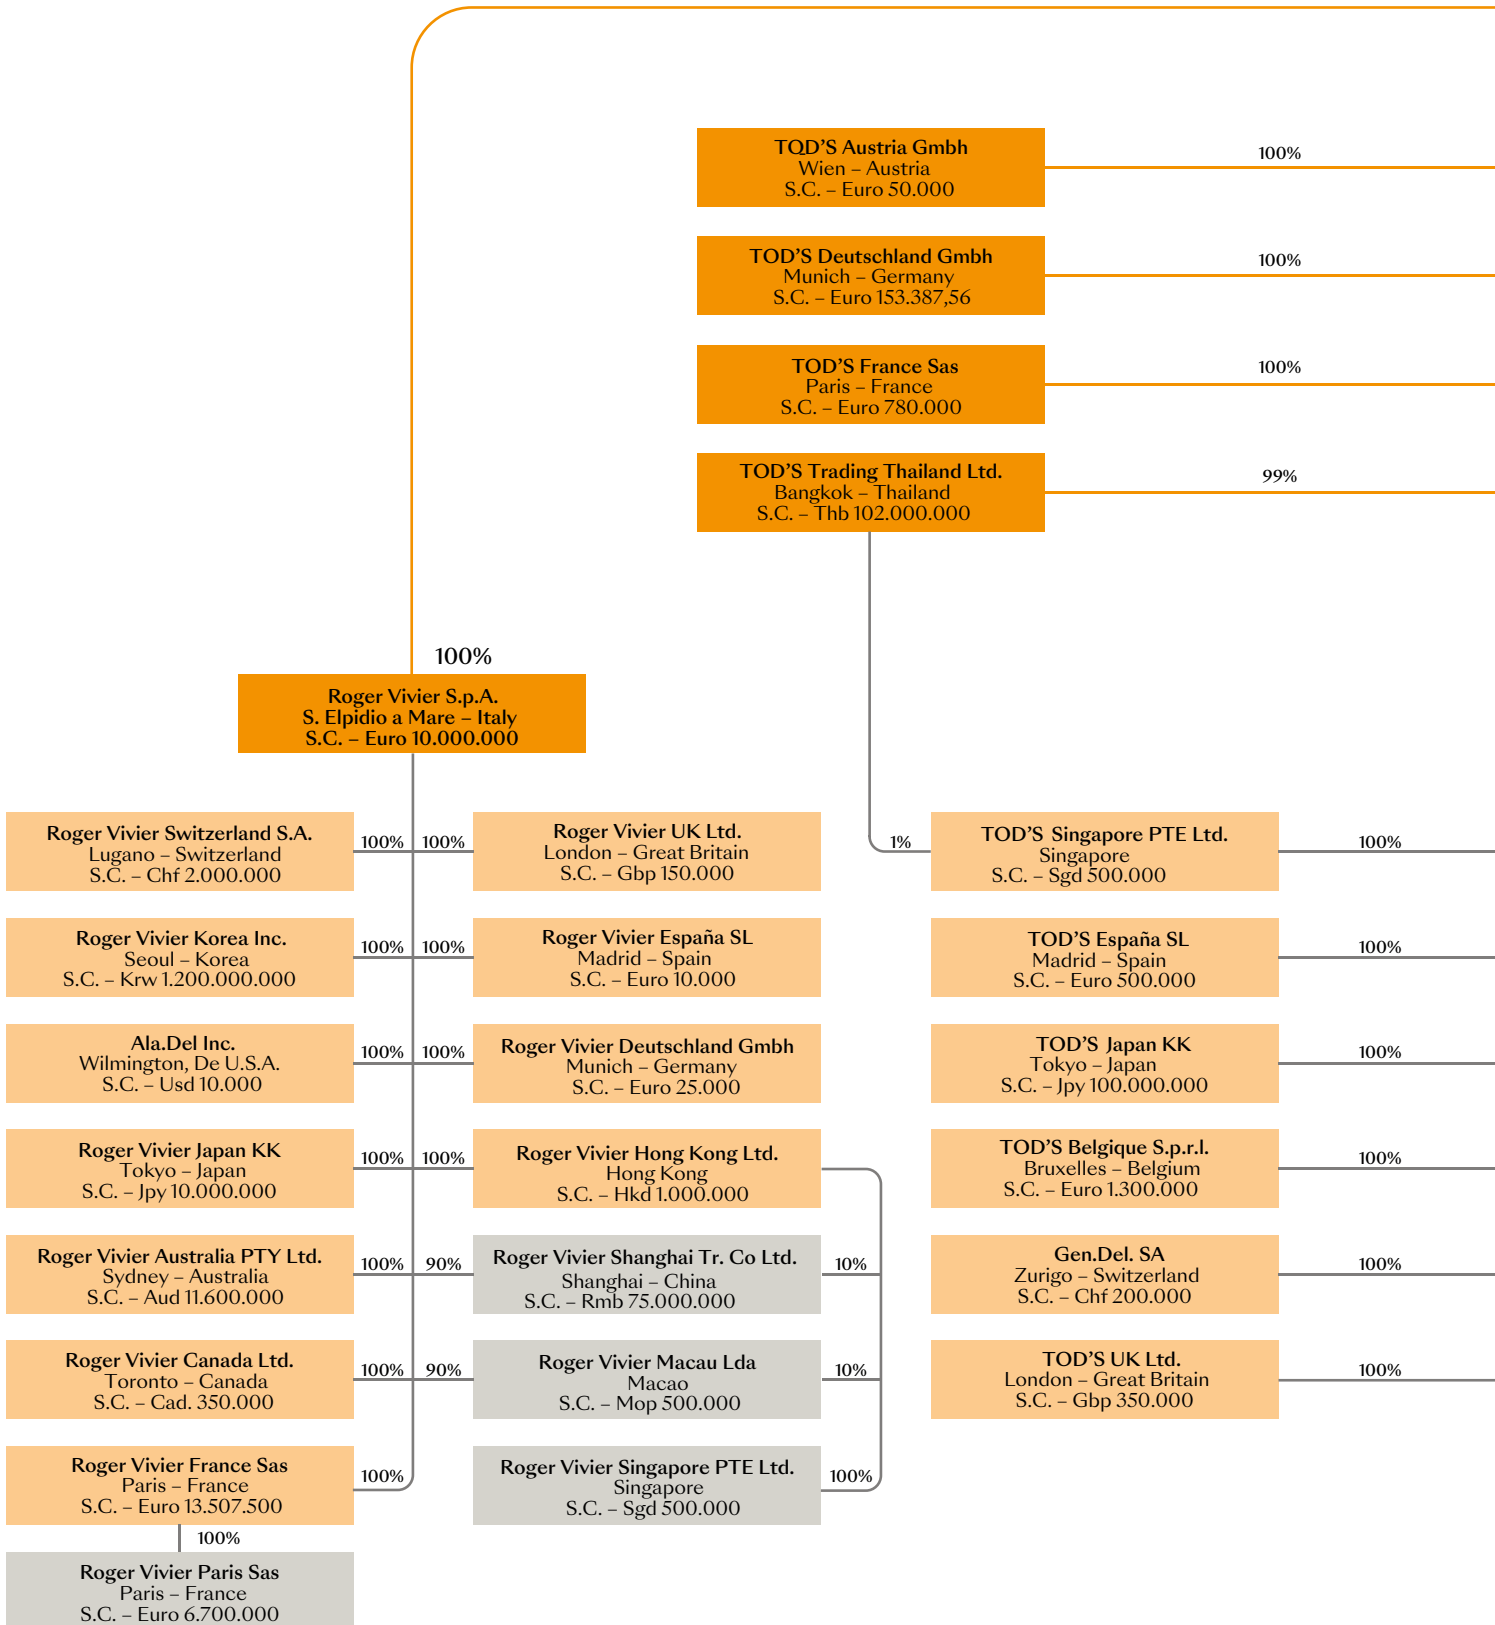 TQD'S Austria Gmbh
Wien – Austria
S.C. – Euro 50.000
100%
TOD'S Deutschland Gmbh
Munich – Germany
S.C. – Euro 153.387,56
100%
TOD'S France Sas
Paris – France
S.C. – Euro 780.000
100%
TOD'S Trading Thailand Ltd.
Bangkok – Thailand
S.C. – Thb 102.000.000
99%
100%
Roger Vivier S.p.A.
S. Elpidio a Mare – Italy
S.C. – Euro 10.000.000
Roger Vivier Switzerland S.A.
Lugano – Switzerland
S.C. – Chf 2.000.000
100%
100%
Roger Vivier UK Ltd.
London – Great Britain
S.C. – Gbp 150.000
1%
TOD'S Singapore PTE Ltd.
Singapore
S.C. – Sgd 500.000
100%
Roger Vivier Korea Inc.
Seoul – Korea
S.C. – Krw 1.200.000.000
100%
100%
Roger Vivier España SL
Madrid – Spain
S.C. – Euro 10.000
TOD'S España SL
Madrid – Spain
S.C. – Euro 500.000
100%
Ala.Del Inc.
Wilmington, De U.S.A.
S.C. – Usd 10.000
100%
100%
Roger Vivier Deutschland Gmbh
Munich – Germany
S.C. – Euro 25.000
TOD'S Japan KK
Tokyo – Japan
S.C. – Jpy 100.000.000
100%
Roger Vivier Japan KK
Tokyo – Japan
S.C. – Jpy 10.000.000
100%
100%
Roger Vivier Hong Kong Ltd.
Hong Kong
S.C. – Hkd 1.000.000
TOD'S Belgique S.p.r.l.
Bruxelles – Belgium
S.C. – Euro 1.300.000
100%
Roger Vivier Australia PTY Ltd.
Sydney – Australia
S.C. – Aud 11.600.000
100%
90%
Roger Vivier Shanghai Tr. Co Ltd.
Shanghai – China
S.C. – Rmb 75.000.000
10%
Gen.Del. SA
Zurigo – Switzerland
S.C. – Chf 200.000
100%
Roger Vivier Canada Ltd.
Toronto – Canada
S.C. – Cad. 350.000
100%
90%
Roger Vivier Macau Lda
Macao
S.C. – Mop 500.000
10%
TOD'S UK Ltd.
London – Great Britain
S.C. – Gbp 350.000
100%
Roger Vivier France Sas
Paris – France
S.C. – Euro 13.507.500
100%
Roger Vivier Singapore PTE Ltd.
Singapore
S.C. – Sgd 500.000
100%
100%
Roger Vivier Paris Sas
Paris – France
S.C. – Euro 6.700.000